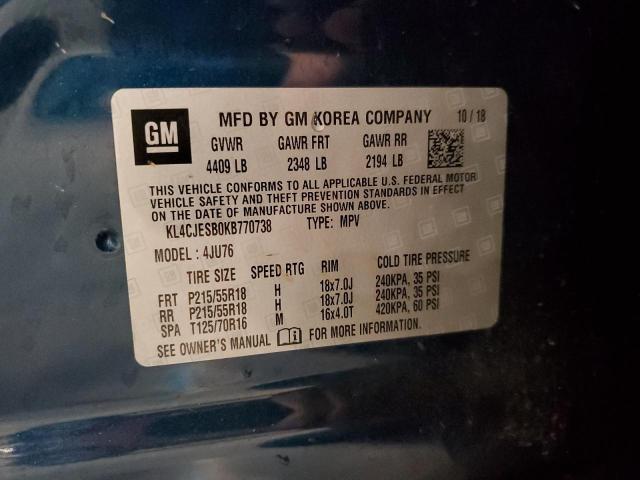 GM
MFD BY GM KOREA COMPANY 10 / 18
GVWR GAWR FRT GAWR RR
4409 LB 2348 LB 2194 LB
THIS VEHICLE CONFORMS TO ALL APPLICABLE U.S. FEDERAL MOTOR
VEHICLE SAFETY AND THEFT PREVENTION STANDARDS IN EFFECT
ON THE DATE OF MANUFACTURE SHOWN ABOVE.
KL4CJESB0KB770738 TYPE: MPV
MODEL : 4JU76
TIRE SIZE SPEED RTG RIM COLD TIRE PRESSURE
FRT P215/55R18 H 18x7.0J 240KPA, 35 PSI
RR P215/55R18 H 18x7.0J 240KPA, 35 PSI
SPA T125/70R16 M 16x4.0T 420KPA, 60 PSI
SEE OWNER'S MANUAL FOR MORE INFORMATION.